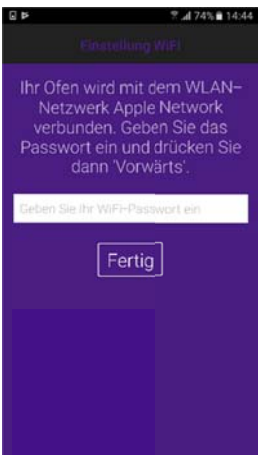 74% 14:44
Einstellung WiFi
Ihr Ofen wird mit dem WLAN-
Netzwerk Apple Network
verbunden. Geben Sie das
Passwort ein und drücken Sie
dann 'Vorwärts'.
Geben Sie Ihr WiFi-Passwort ein
Fertig